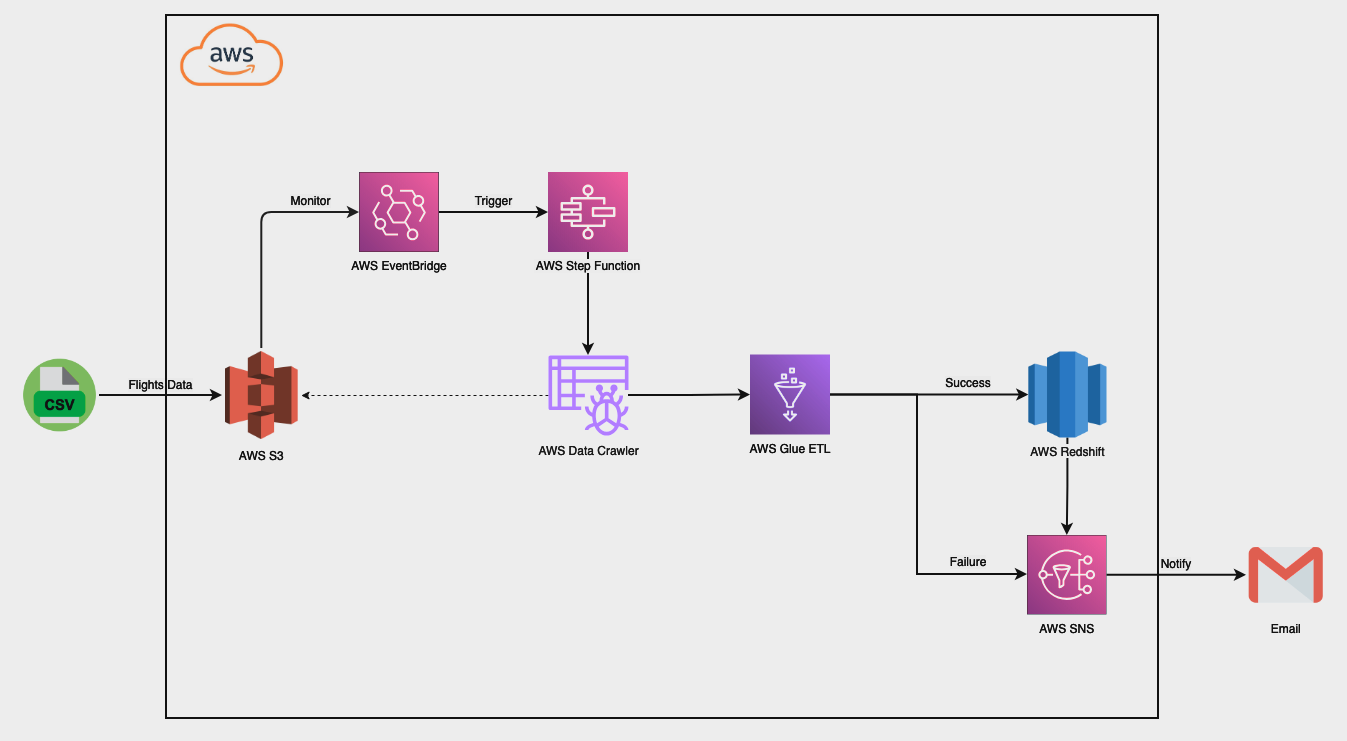 aws
Monitor
Trigger
AWS EventBridge
AWS Step Function
CSV
Flights Data
AWS S3
AWS Data Crawler
AWS Glue ETL
Success
AWS Redshift
Failure
AWS SNS
Notify
Email